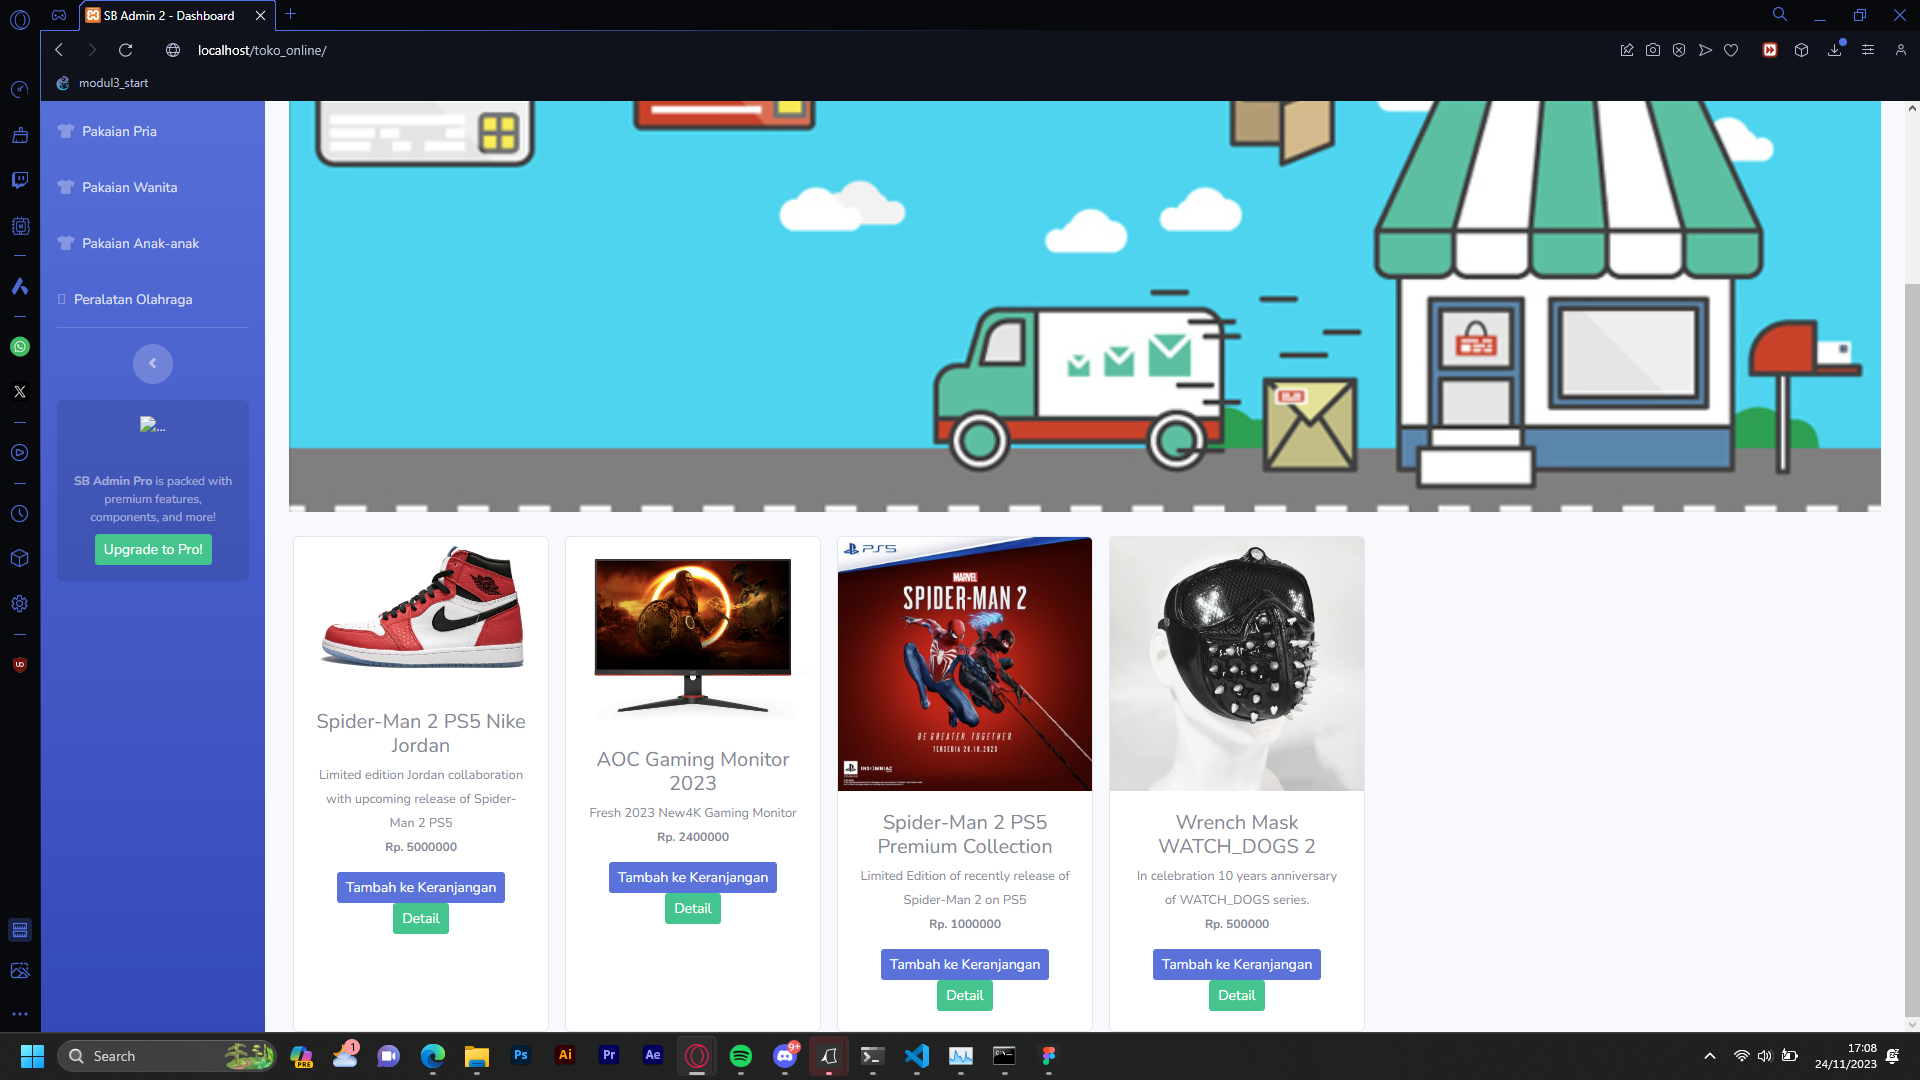 SB Admin 2 - Dashboard
localhost/toko_online/
modul3_start
Pakaian Pria
Pakaian Wanita
Pakaian Anak-anak
Peralatan Olahraga
...
SB Admin Pro is packed with
premium features,
components, and more!
Upgrade to Pro!
Spider-Man 2 PS5 Nike
Jordan
Limited edition Jordan collaboration
with upcoming release of Spider-
Man 2 PS5
Rp. 5000000
Tambah ke Keranjangan
Detail
AOC Gaming Monitor
2023
Fresh 2023 New4K Gaming Monitor
Rp. 2400000
Tambah ke Keranjangan
Detail
PS5
MARVEL
SPIDER-MAN 2
BE GREATER. TOGETHER.
TERSEDIA 20.10.2023
INSOMNIAC
Spider-Man 2 PS5
Premium Collection
Limited Edition of recently release of
Spider-Man 2 on PS5
Rp. 1000000
Tambah ke Keranjangan
Detail
Wrench Mask
WATCH_DOGS 2
In celebration 10 years anniversary
of WATCH_DOGS series.
Rp. 500000
Tambah ke Keranjangan
Detail
Search
PRE
1
Ps
Ai
Pr
Ae
9+
17:08
24/11/2023